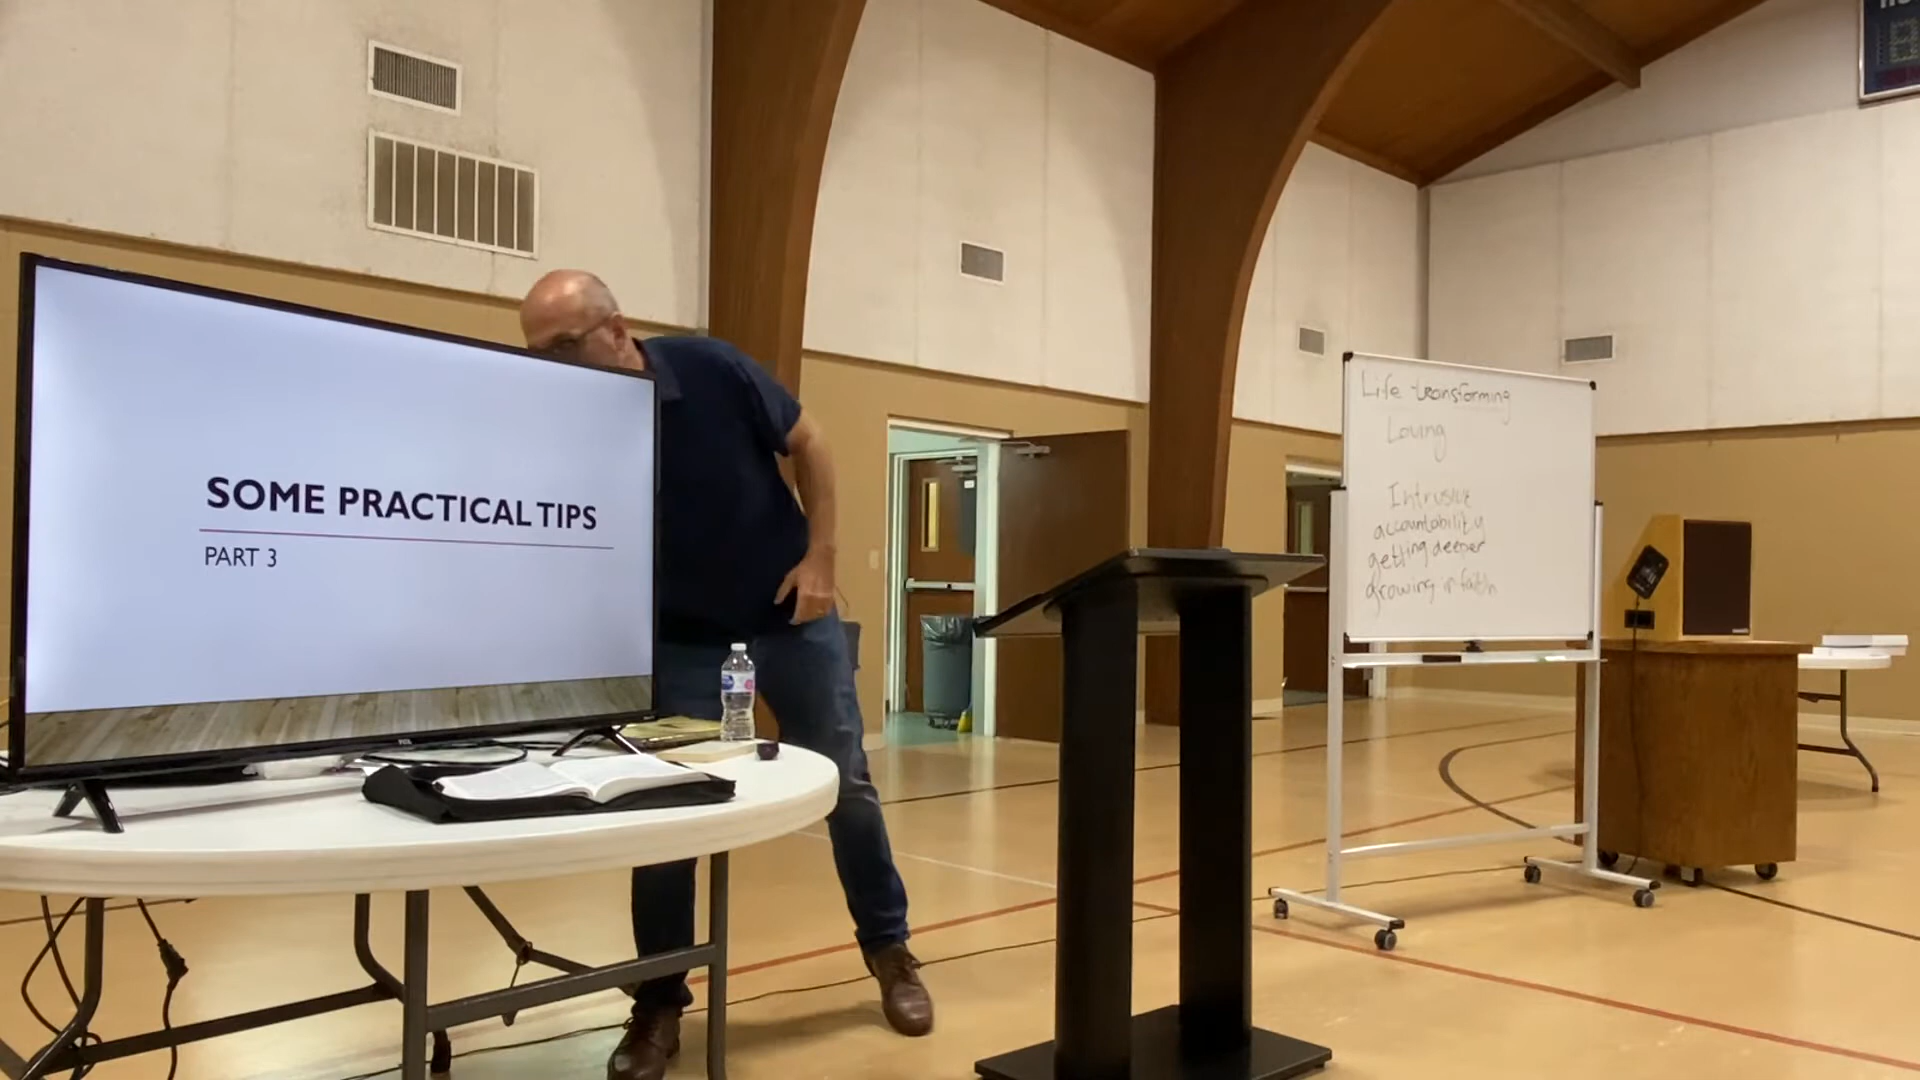 SOME PRACTICAL TIPS
PART 3
Life-transforming
Loving
Intrusive
accountability
getting deeper
growing in faith